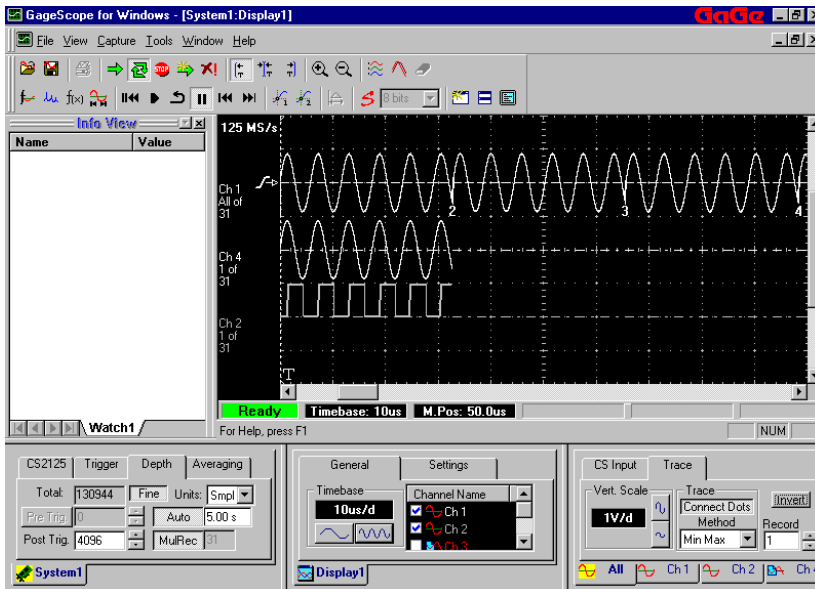 GageScope for Windows - [System1:Display1]
GaGe
File View Capture Tools Window Help
STOP
f(x)
8 bits
Info View
Name Value
125 MS/s
Ch 1
All of
31
2 3 4
Ch 4
1 of
31
Ch 2
1 of
31
T
Watch1
Ready Timebase: 10us M.Pos: 50.0us
For Help, press F1 NUM
CS2125 Trigger Depth Averaging
Total: 130944 Fine Units: Smpl
Pre Trig. 0 Auto 5.00 s
Post Trig. 4096 MulRec 31
System1
General Settings
Timebase
10us/d
Channel Name
Ch 1
Ch 2
Ch 3
Display1
CS Input Trace
Vert. Scale
1V/d
Trace
Connect Dots
Method
Min Max
Invert
Record
1
All Ch 1 Ch 2 Ch 4